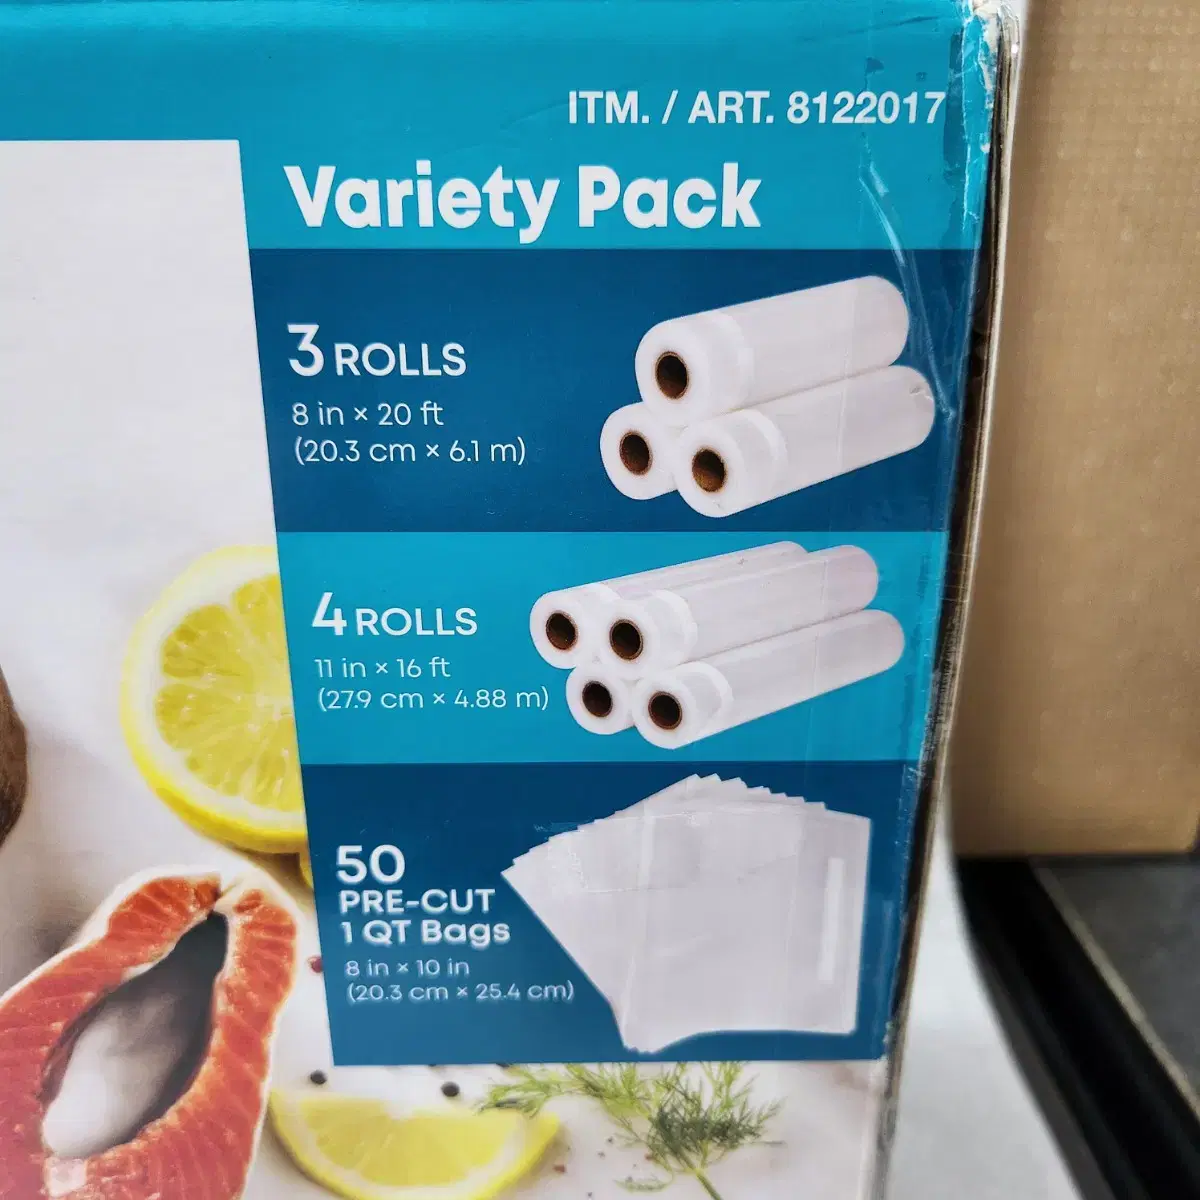 ITM. / ART. 8122017
Variety Pack
3 ROLLS
8 in × 20 ft
(20.3 cm × 6.1 m)
4 ROLLS
11 in × 16 ft
(27.9 cm × 4.88 m)
50
PRE-CUT
1 QT Bags
8 in × 10 in
(20.3 cm × 25.4 cm)